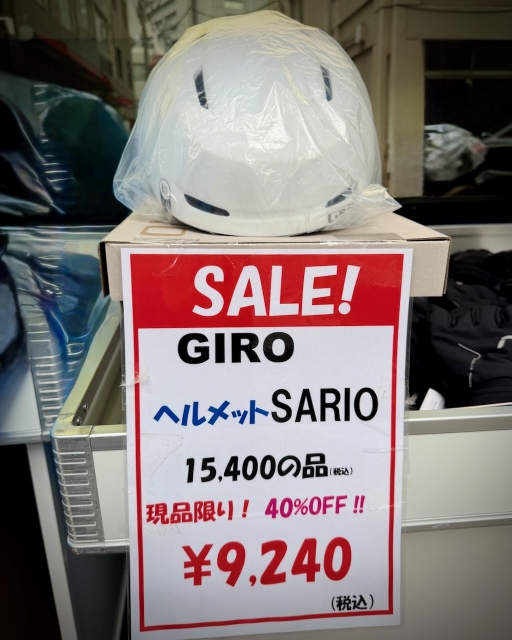 SALE!
GIRO
ヘルメットSARIO
15,400の品(税込)
現品限り! 40%OFF!!
¥9,240
(税込)